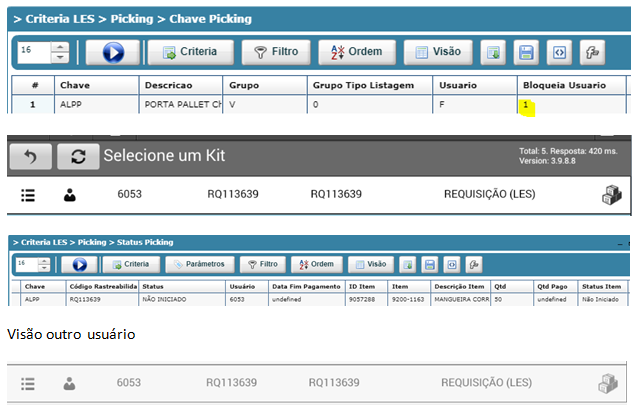 > Criteria LES > Picking > Chave Picking
16 Criteria Filtro Ordem Visão
# Chave Descricao Grupo Grupo Tipo Listagem Usuario Bloqueia Usuario
1 ALPP PORTA PALLET CH V 0 F 1
Selecione um Kit
Total: 5. Resposta: 420 ms.
Version: 3.9.8.8
6053 RQ113639 RQ113639 REQUISIÇÃO (LES)
> Criteria LES > Picking > Status Picking
16 Criteria Parâmetros Filtro Ordem Visão
Chave Código Rastreabilida Status Usuário Data Fim Pagamento ID Item Item Descrição Item Qtd Qtd Pago Status Item
ALPP RQ113639 NÃO INICIADO 6053 undefined 9057288 9200-1163 MANGUEIRA CORR 50 undefined Não Iniciado
Visão outro usuário
6053 RQ113639 RQ113639 REQUISIÇÃO (LES)